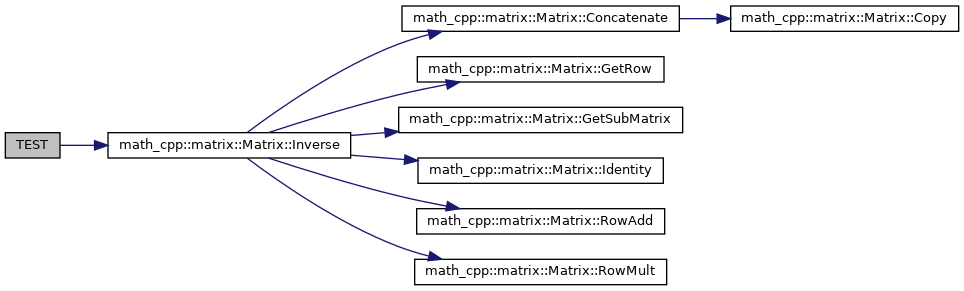 TEST
math_cpp::matrix::Matrix::Inverse
math_cpp::matrix::Matrix::Concatenate
math_cpp::matrix::Matrix::Copy
math_cpp::matrix::Matrix::GetRow
math_cpp::matrix::Matrix::GetSubMatrix
math_cpp::matrix::Matrix::Identity
math_cpp::matrix::Matrix::RowAdd
math_cpp::matrix::Matrix::RowMult